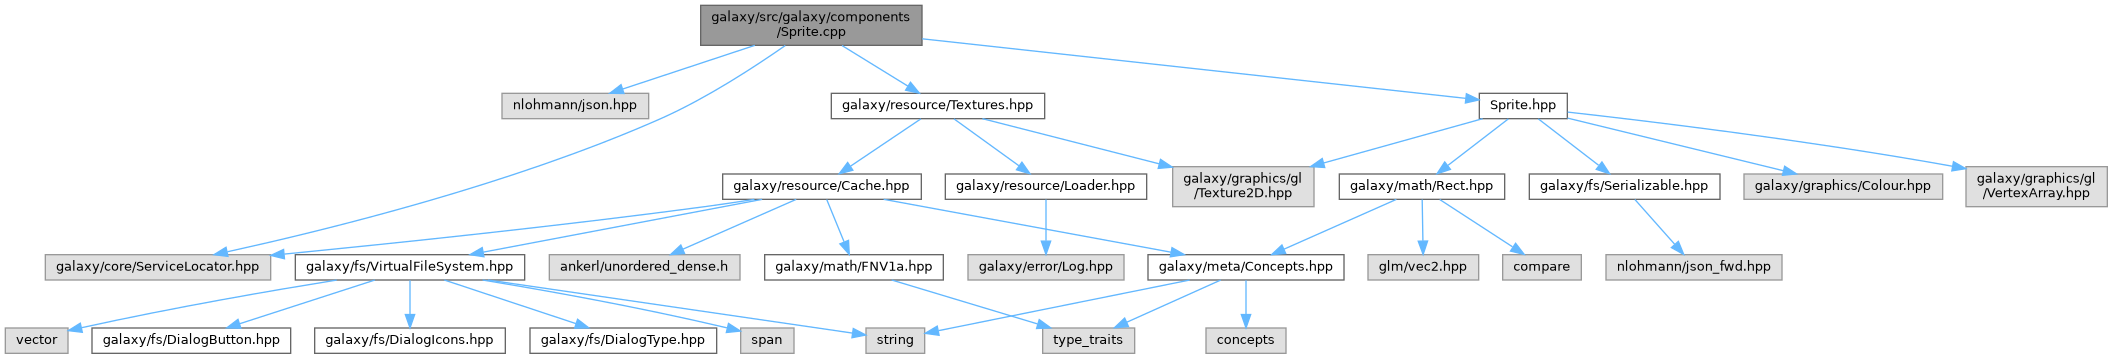 galaxy/src/galaxy/components
/Sprite.cpp
nlohmann/json.hpp
galaxy/resource/Textures.hpp
Sprite.hpp
galaxy/resource/Cache.hpp
galaxy/resource/Loader.hpp
galaxy/graphics/gl
/Texture2D.hpp
galaxy/math/Rect.hpp
galaxy/fs/Serializable.hpp
galaxy/graphics/Colour.hpp
galaxy/graphics/gl
/VertexArray.hpp
galaxy/core/ServiceLocator.hpp
galaxy/fs/VirtualFileSystem.hpp
ankerl/unordered_dense.h
galaxy/math/FNV1a.hpp
galaxy/error/Log.hpp
galaxy/meta/Concepts.hpp
glm/vec2.hpp
compare
nlohmann/json_fwd.hpp
vector
galaxy/fs/DialogButton.hpp
galaxy/fs/DialogIcons.hpp
galaxy/fs/DialogType.hpp
span
string
type_traits
concepts